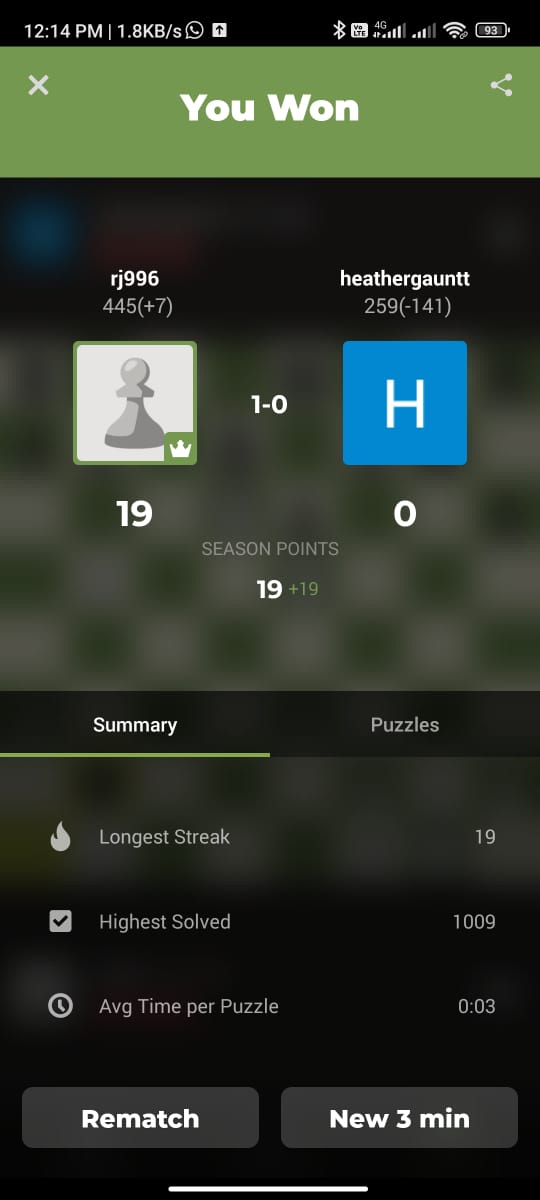 12:14 PM | 1.8KB/s
Vo LTE 4G 93
You Won
rj996 heathergauntt
445(+7) 259(-141)
H
1-0
19 0
SEASON POINTS
19 +19
Summary Puzzles
Longest Streak 19
Highest Solved 1009
Avg Time per Puzzle 0:03
Rematch New 3 min